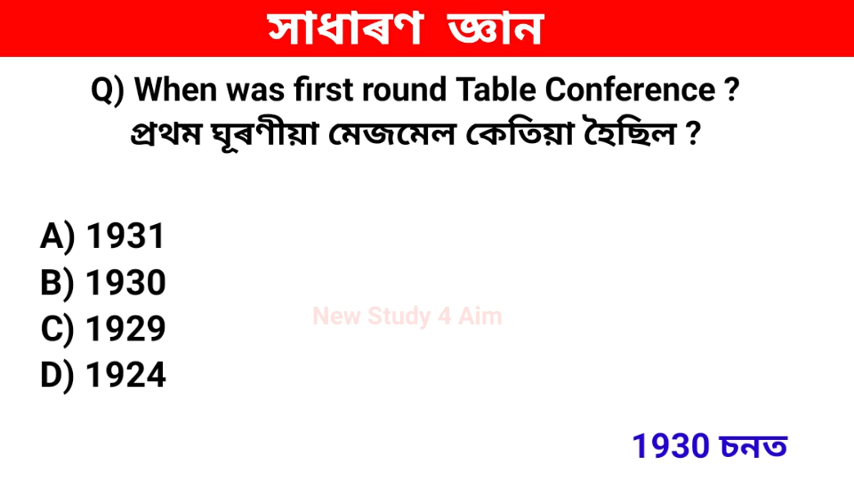 সাধাৰণ জ্ঞান
Q) When was first round Table Conference ?
প্ৰথম ঘূৰণীয়া মেজমেল কেতিয়া হৈছিল ?
A) 1931
B) 1930
C) 1929
D) 1924
New Study 4 Aim
1930 চনত